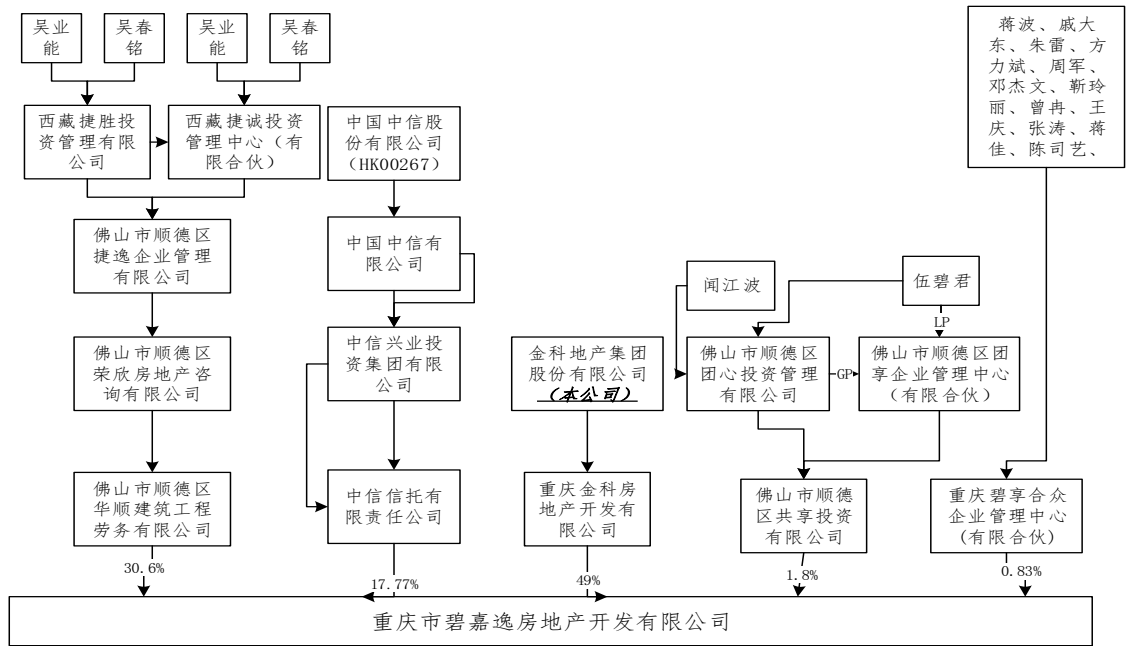 吴业
能
吴春
铭
吴业
能
吴春
铭
蒋波、戚大
东、朱雷、方
力斌、周军、
邓杰文、靳玲
丽、曾冉、王
庆、张涛、蒋
佳、陈司艺、
西藏捷胜投
资管理有限
公司
西藏捷诚投资
管理中心（有
限合伙）
中国中信股
份有限公司
（HK00267）
佛山市顺德区
捷逸企业管理
有限公司
中国中信有
限公司
闻江波
伍碧君
LP
佛山市顺德区
荣欣房地产咨
询有限公司
中信兴业投
资集团有限
公司
金科地产集团
股份有限公司
（本公司）
佛山市顺德区
团心投资管理
有限公司
GP
佛山市顺德区团
享企业管理中心
（有限合伙）
佛山市顺德区
华顺建筑工程
劳务有限公司
中信信托有
限责任公司
重庆金科房
地产开发有
限公司
佛山市顺德
区共享投资
有限公司
重庆碧享合众
企业管理中心
(有限合伙)
30.6%
17.77%
49%
1.8%
0.83%
重庆市碧嘉逸房地产开发有限公司